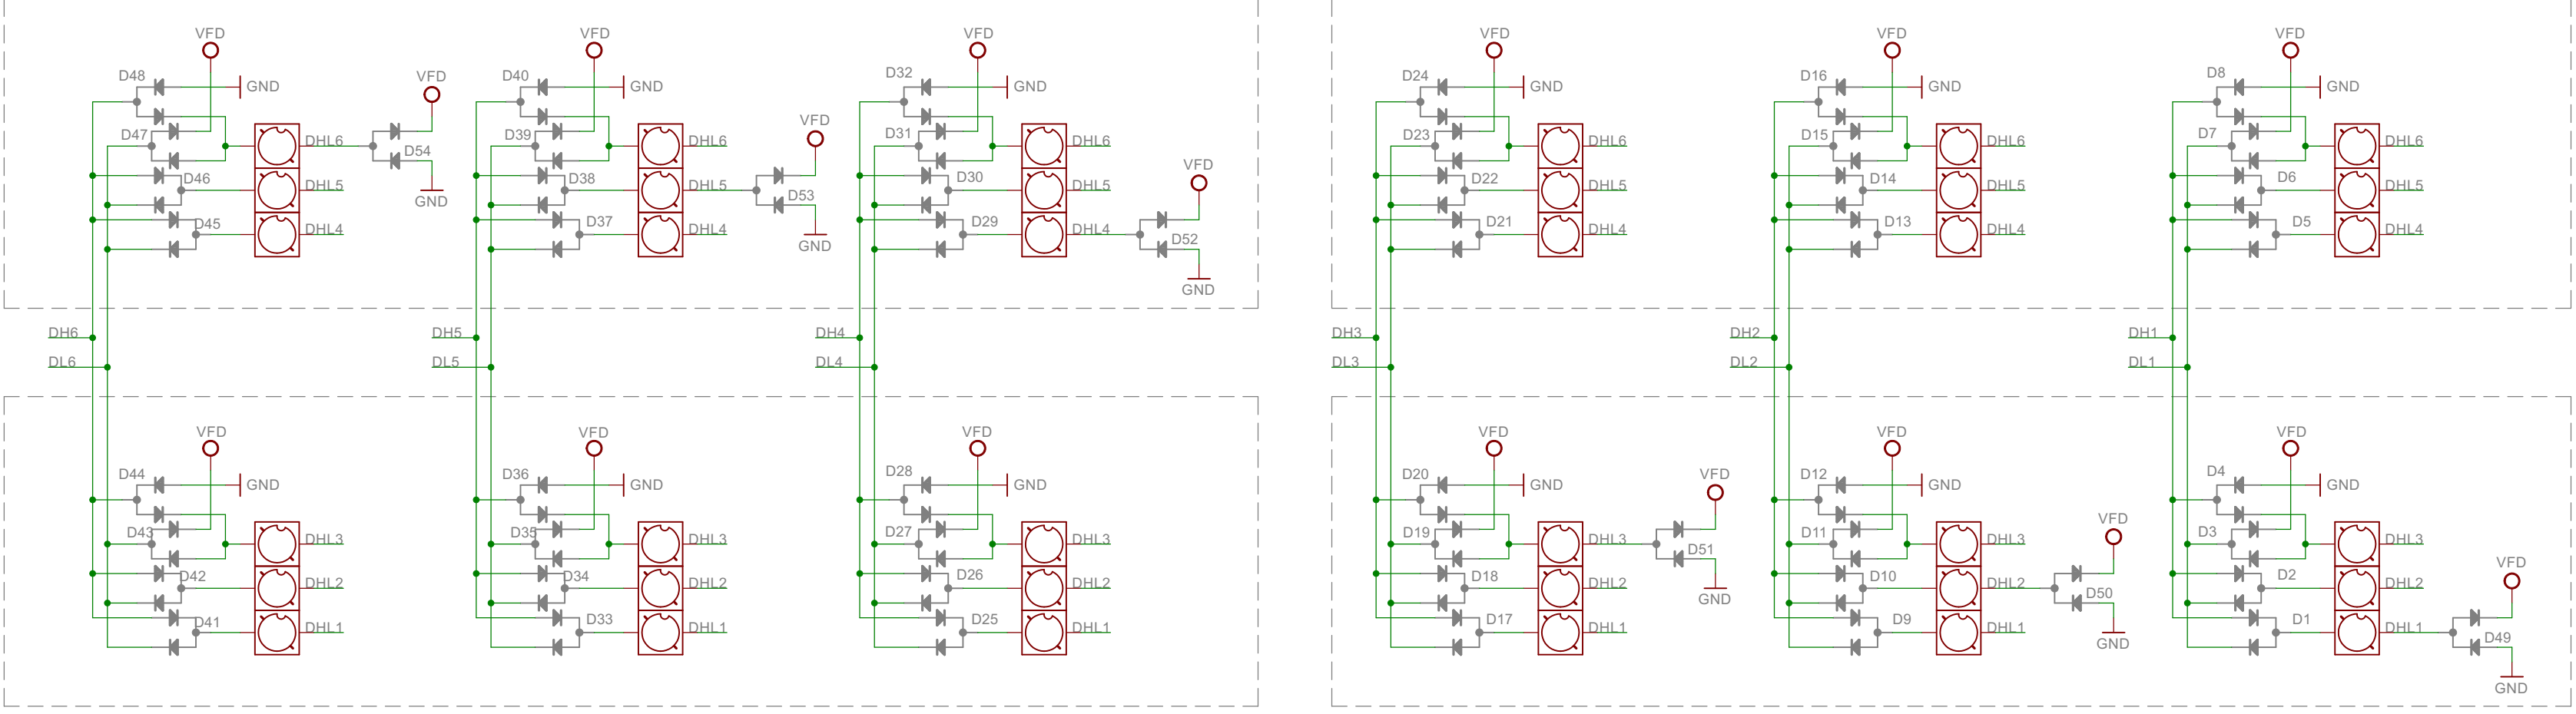 VFD VFD VFD VFD VFD VFD
D48 GND VFD D40 GND D32 GND D24 GND D16 GND D8 GND
VFD
D47 DHL6 D39 DHL6 D31 DHL6 D23 DHL6 D15 DHL6 D7 DHL6
D54 VFD
D46 DHL5 D38 DHL5 D30 DHL5 D22 DHL5 D14 DHL5 D6 DHL5
GND D53
D45 DHL4 D37 DHL4 D29 DHL4 D21 DHL4 D13 DHL4 D5 DHL4
GND D52
GND
DH6 DH5 DH4 DH3 DH2 DH1
DL6 DL5 DL4 DL3 DL2 DL1
VFD VFD VFD VFD VFD VFD
D44 GND D36 GND D28 GND D20 GND VFD D12 GND D4 GND
VFD
D43 DHL3 D35 DHL3 D27 DHL3 D19 DHL3 D11 DHL3 D3 DHL3
D51 VFD
D42 DHL2 D34 DHL2 D26 DHL2 D18 DHL2 D10 DHL2 D2 DHL2
GND D50
D41 DHL1 D33 DHL1 D25 DHL1 D17 DHL1 D9 DHL1 D1 DHL1
GND D49
GND